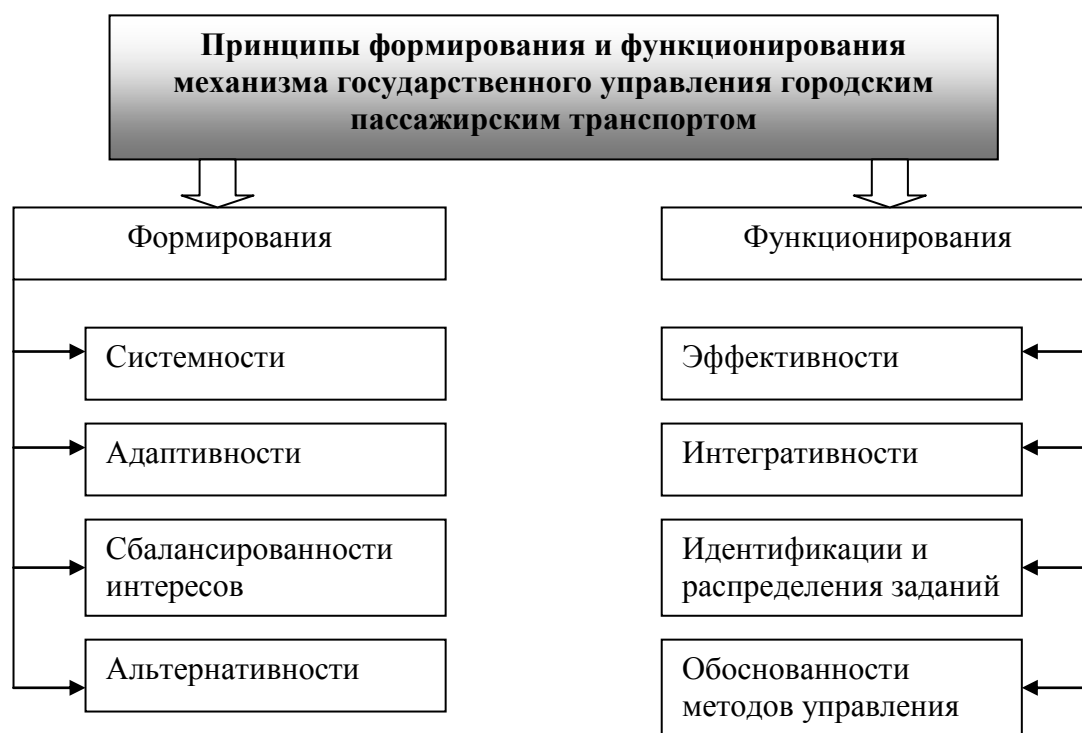 Принципы формирования и функционирования
механизма государственного управления городским
пассажирским транспортом
Формирования
Функционирования
Системности
Эффективности
Адаптивности
Интегративности
Сбалансированности
интересов
Идентификации и
распределения заданий
Альтернативности
Обоснованности
методов управления